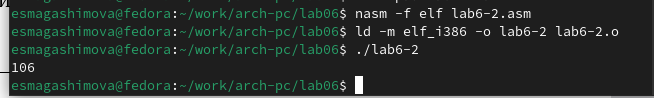 esmagashimova@fedora:~/work/arch-pc/lab06$ nasm -f elf lab6-2.asm
esmagashimova@fedora:~/work/arch-pc/lab06$ ld -m elf_i386 -o lab6-2 lab6-2.o
esmagashimova@fedora:~/work/arch-pc/lab06$ ./lab6-2
106
esmagashimova@fedora:~/work/arch-pc/lab06$